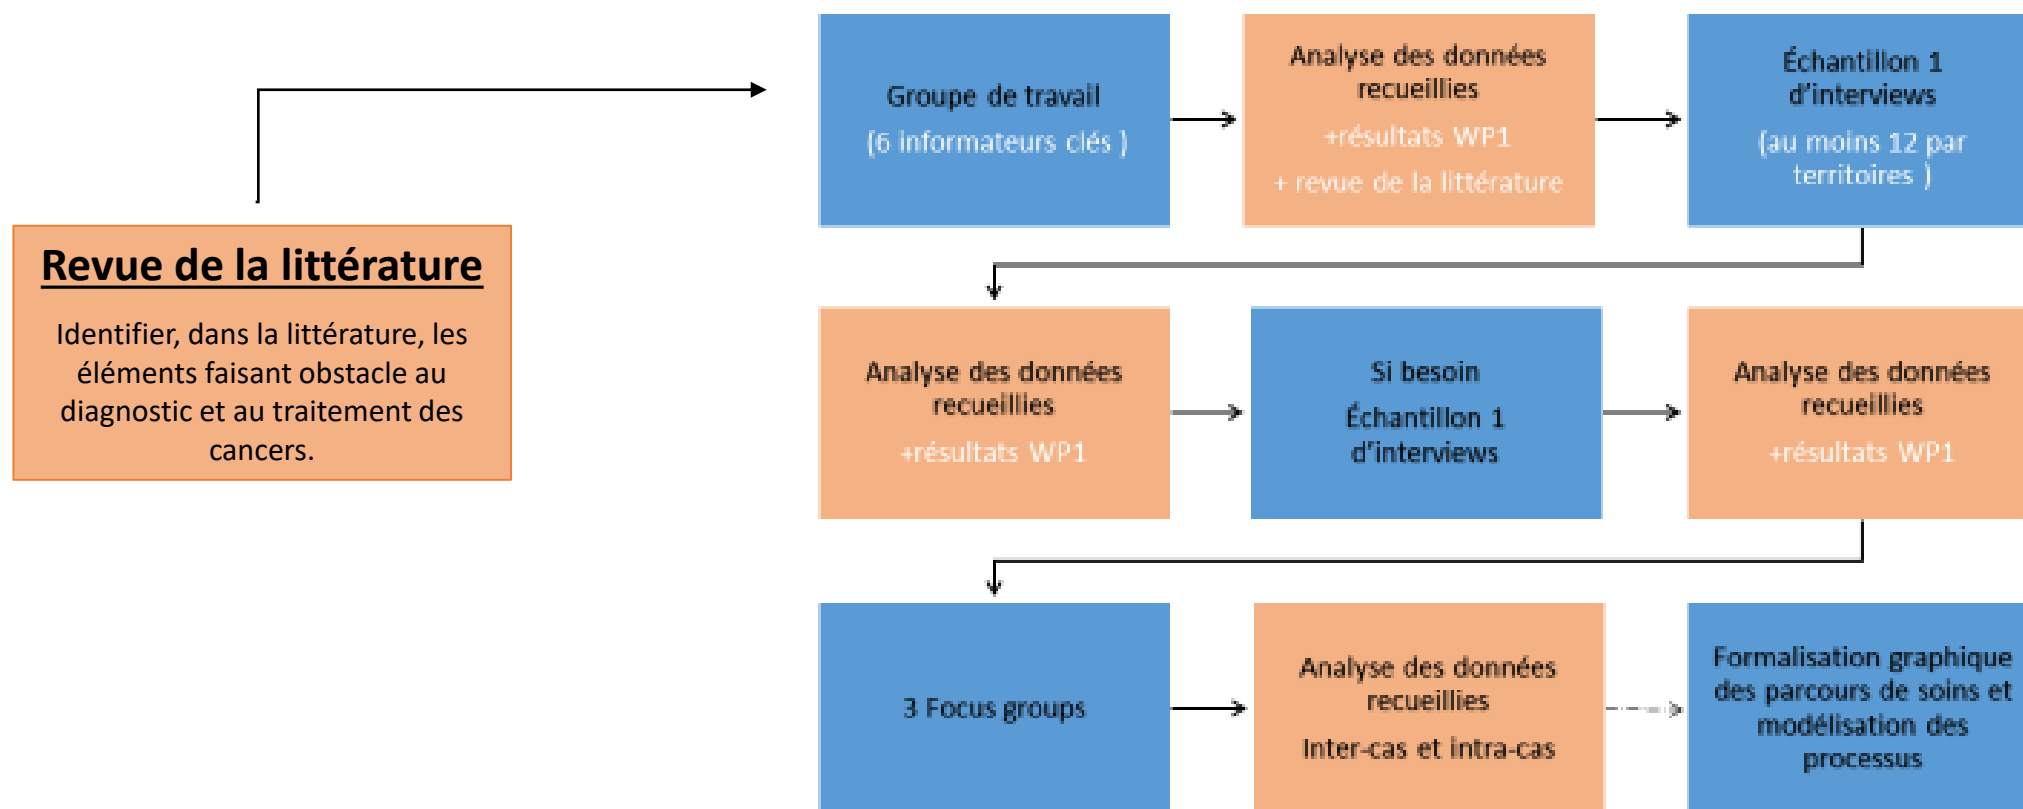 Revue de la littérature
Identifier, dans la littérature, les
éléments faisant obstacle au
diagnostic et au traitement des
cancers.
Groupe de travail
(6 informateurs clés )
Analyse des données
recueillies
+résultats WP1
+ revue de la littérature
Échantillon 1
d'interviews
(au moins 12 par
territoires )
Analyse des données
recueillies
+résultats WP1
Si besoin
Échantillon 1
d'interviews
Analyse des données
recueillies
+résultats WP1
3 Focus groups
Analyse des données
recueillies
Inter-cas et intra-cas
Formalisation graphique
des parcours de soins et
modélisation des
processus